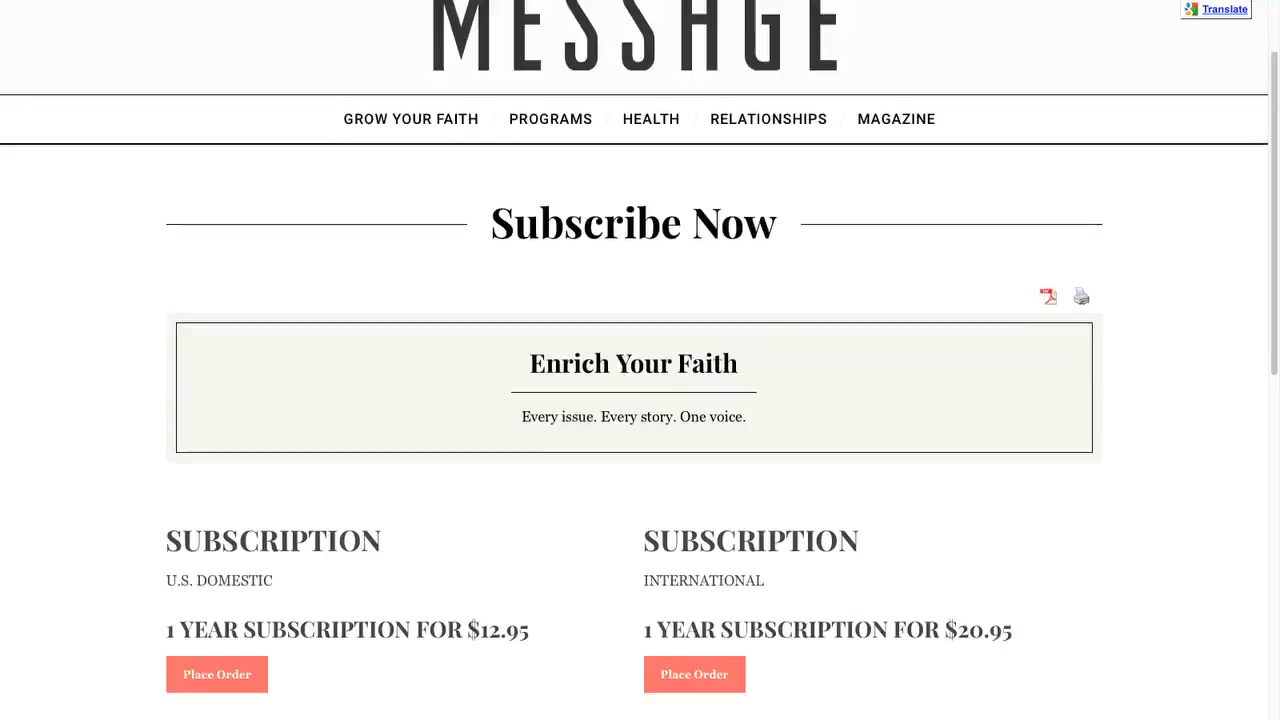 Translate
MESSAGE
GROW YOUR FAITH
PROGRAMS
HEALTH
RELATIONSHIPS
MAGAZINE
Subscribe Now
Enrich Your Faith
Every issue. Every story. One voice.
SUBSCRIPTION
U.S. DOMESTIC
1 YEAR SUBSCRIPTION FOR $12.95
Place Order
SUBSCRIPTION
INTERNATIONAL
1 YEAR SUBSCRIPTION FOR $20.95
Place Order